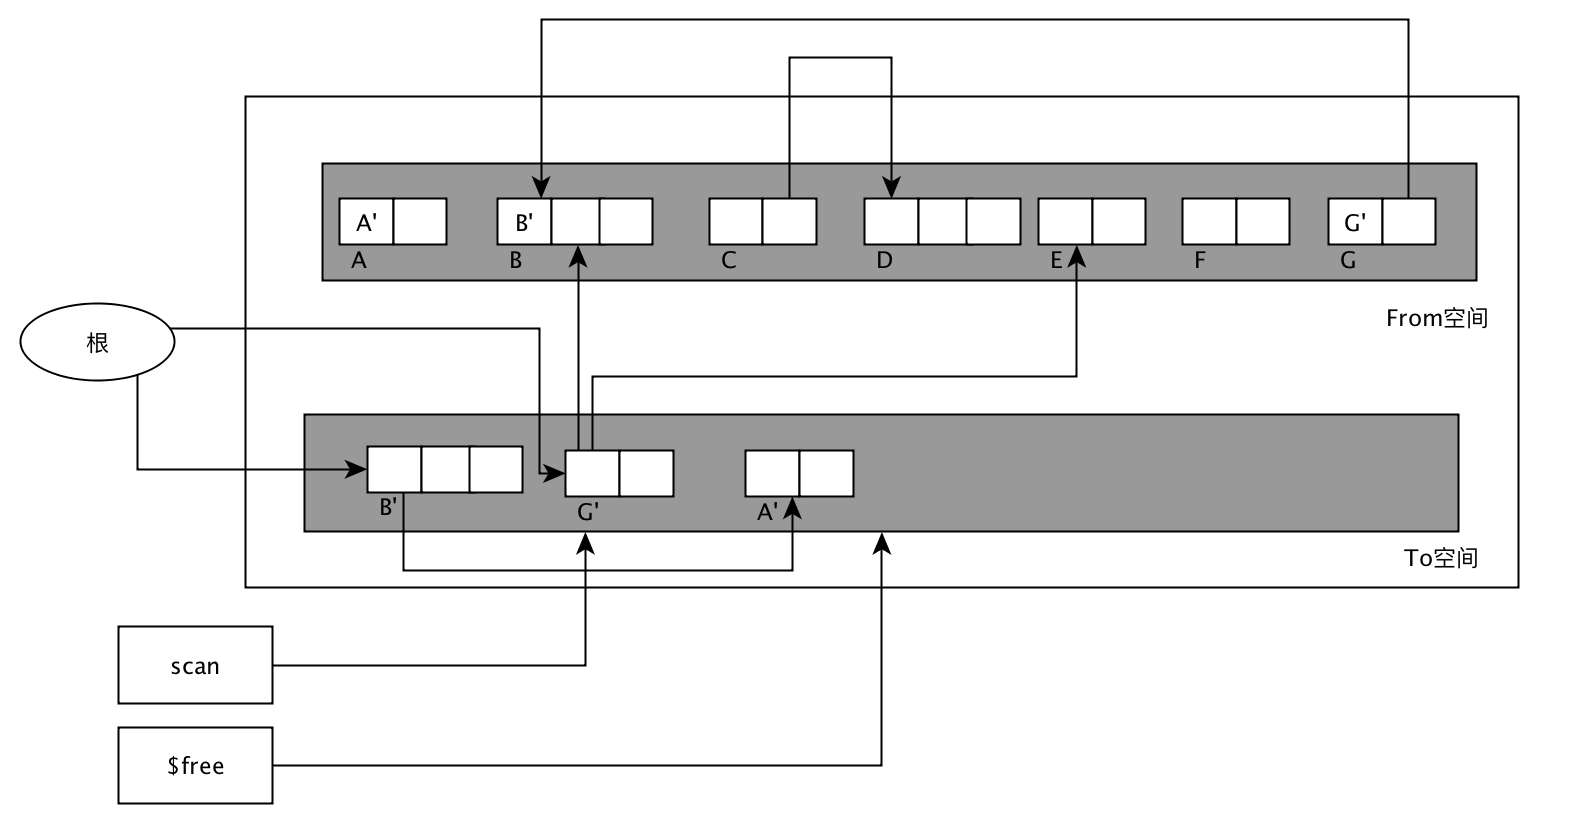 A' B' G'
A B C D E F G
From空间
根
B' G' A'
To空间
scan
$free